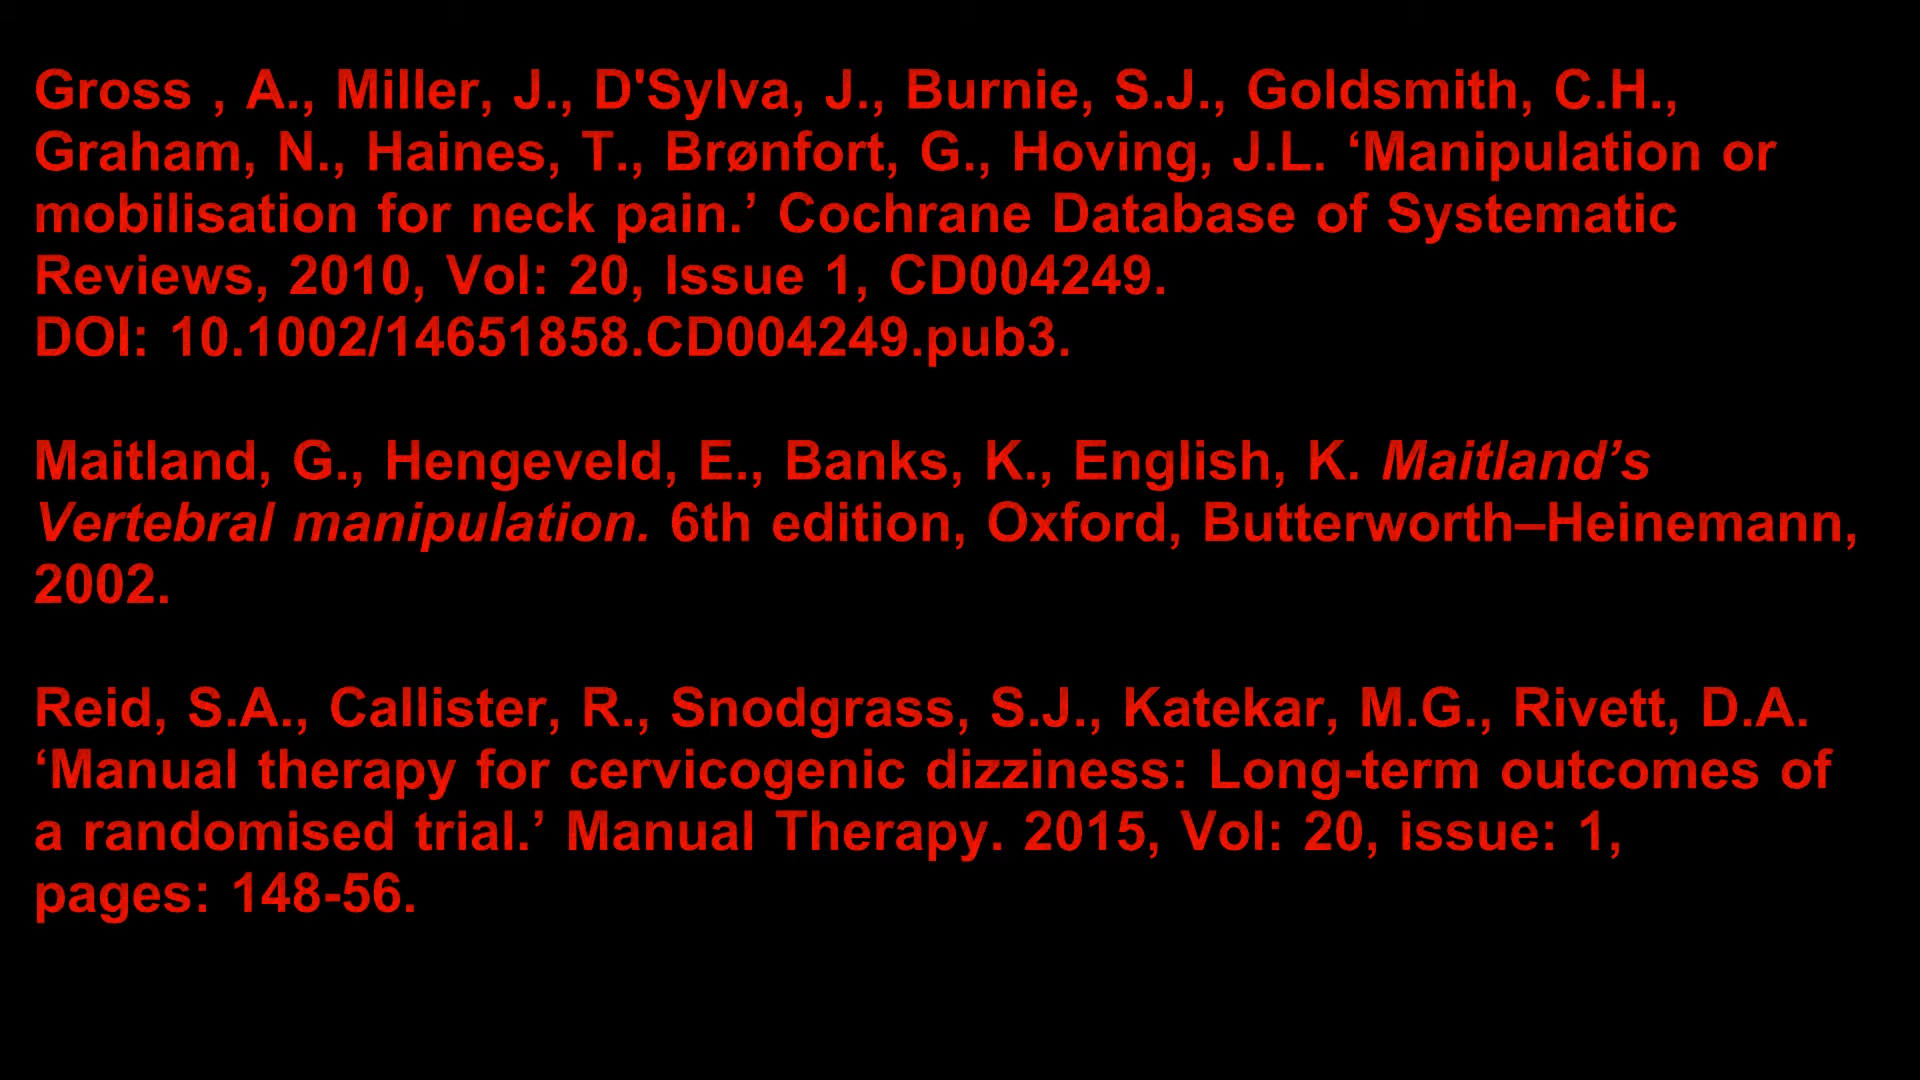 Gross , A., Miller, J., D'Sylva, J., Burnie, S.J., Goldsmith, C.H.,
Graham, N., Haines, T., Brønfort, G., Hoving, J.L. ‘Manipulation or
mobilisation for neck pain.’ Cochrane Database of Systematic
Reviews, 2010, Vol: 20, Issue 1, CD004249.
DOI: 10.1002/14651858.CD004249.pub3.
Maitland, G., Hengeveld, E., Banks, K., English, K. Maitland’s
Vertebral manipulation. 6th edition, Oxford, Butterworth–Heinemann,
2002.
Reid, S.A., Callister, R., Snodgrass, S.J., Katekar, M.G., Rivett, D.A.
‘Manual therapy for cervicogenic dizziness: Long-term outcomes of
a randomised trial.’ Manual Therapy. 2015, Vol: 20, issue: 1,
pages: 148-56.